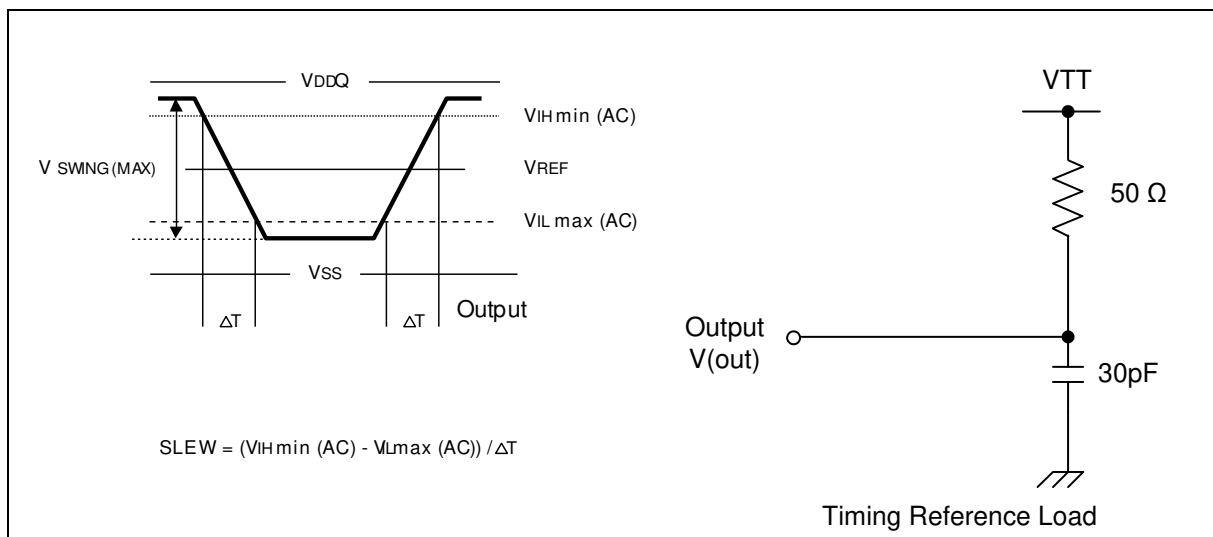 VDDQ
VIH min (AC)
V SWING (MAX)
VREF
VIL max (AC)
VSS
Output
ΔT
ΔT
SLEW = (VIH min (AC) - VILmax (AC)) / ΔT
VTT
50 Ω
Output
V(out)
30pF
Timing Reference Load